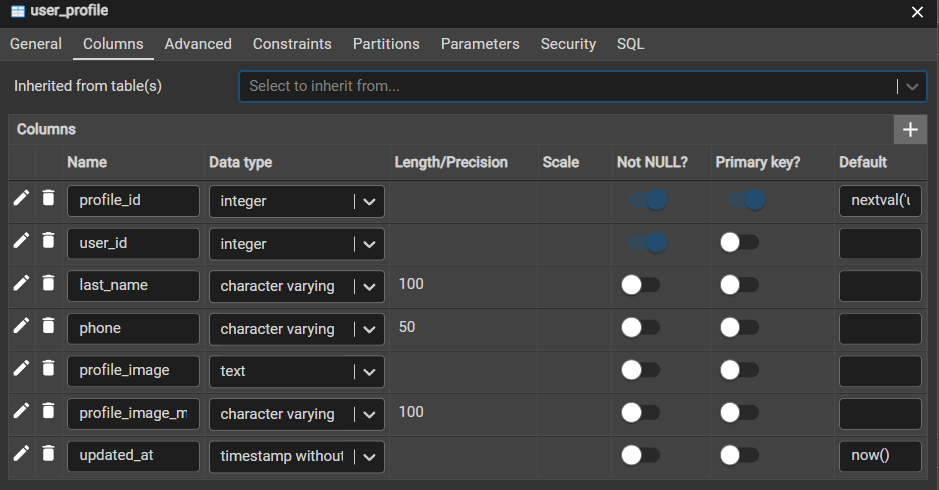 user_profile
General Columns Advanced Constraints Partitions Parameters Security SQL
Inherited from table(s) Select to inherit from...
Columns
Name Data type Length/Precision Scale Not NULL? Primary key? Default
profile_id integer nextval('u
user_id integer
last_name character varying 100
phone character varying 50
profile_image text
profile_image_m character varying 100
updated_at timestamp without now()